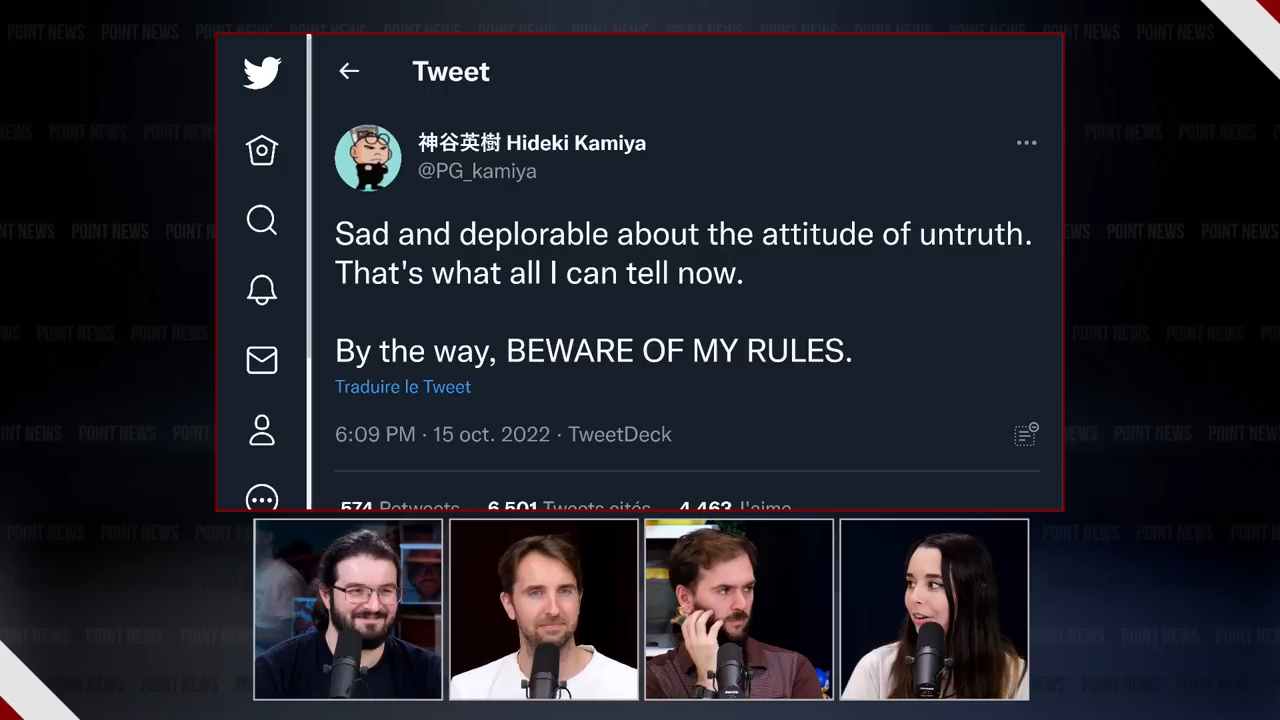 POINT NEWS
Tweet
神谷英樹 Hideki Kamiya
@PG_kamiya
Sad and deplorable about the attitude of untruth.
That's what all I can tell now.
By the way, BEWARE OF MY RULES.
Traduire le Tweet
6:09 PM · 15 oct. 2022 · TweetDeck
574 Retweets 6 501 Tweets cités 4 463 J'aime